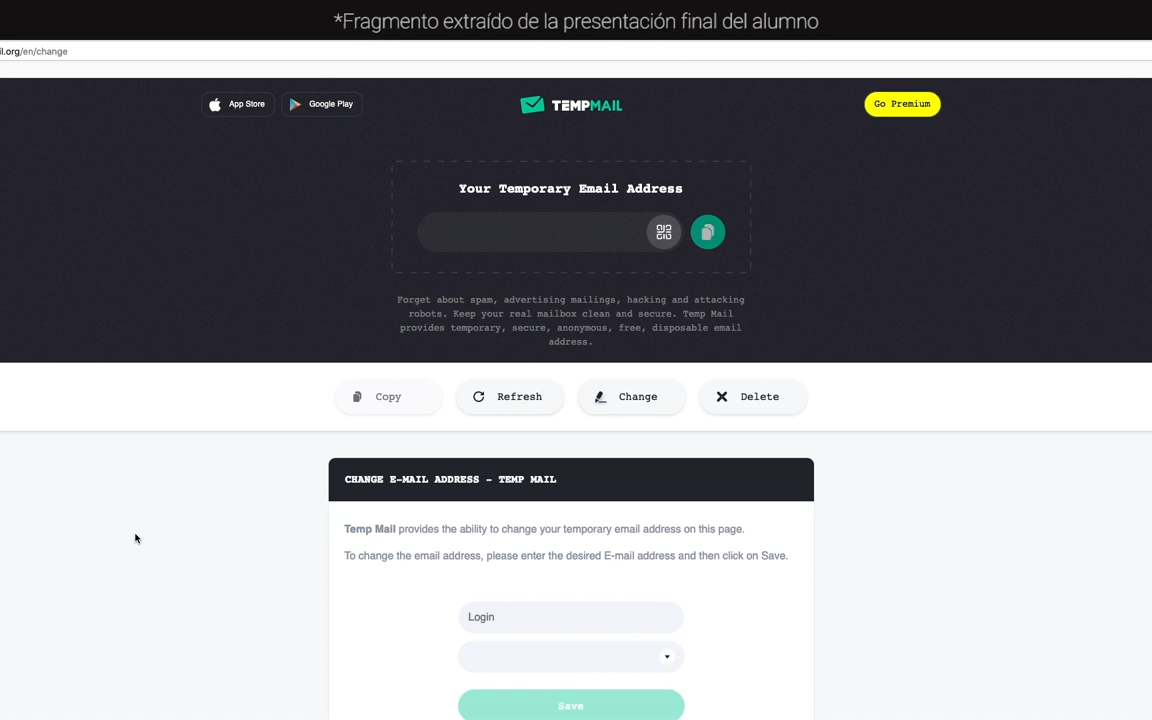 *Fragmento extraído de la presentación final del alumno
il.org/en/change
App Store
Google Play
TEMPMAIL
Go Premium
Your Temporary Email Address
Forget about spam, advertising mailings, hacking and attacking
robots. Keep your real mailbox clean and secure. Temp Mail
provides temporary, secure, anonymous, free, disposable email
address.
Copy
Refresh
Change
Delete
CHANGE E-MAIL ADDRESS - TEMP MAIL
Temp Mail provides the ability to change your temporary email address on this page.
To change the email address, please enter the desired E-mail address and then click on Save.
Login
Save